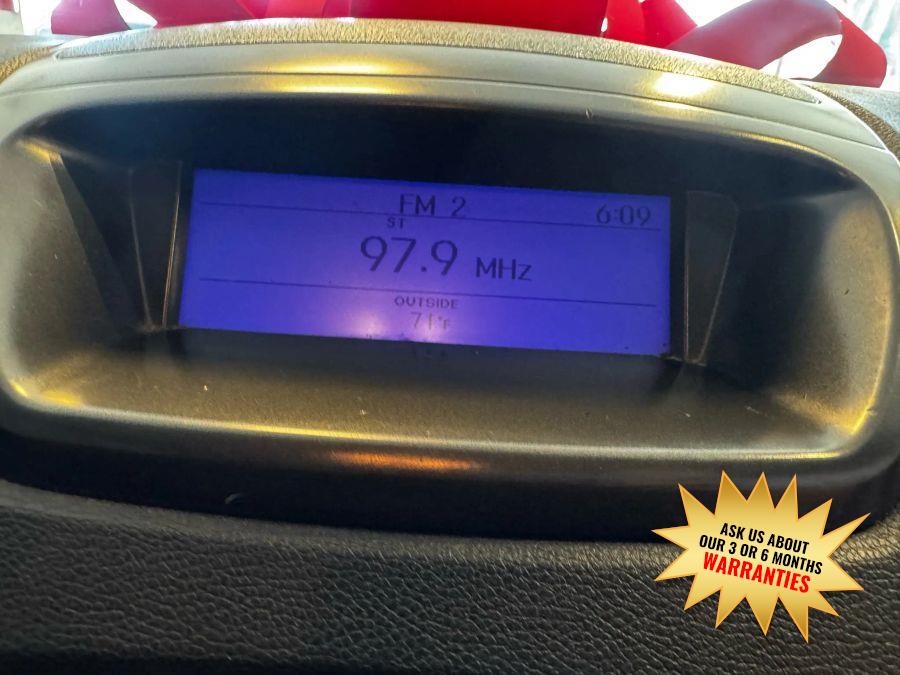 FM 2
6:09
ST
97.9 MHz
OUTSIDE
71°F
ASK US ABOUT
OUR 3 OR 6 MONTHS
WARRANTIES